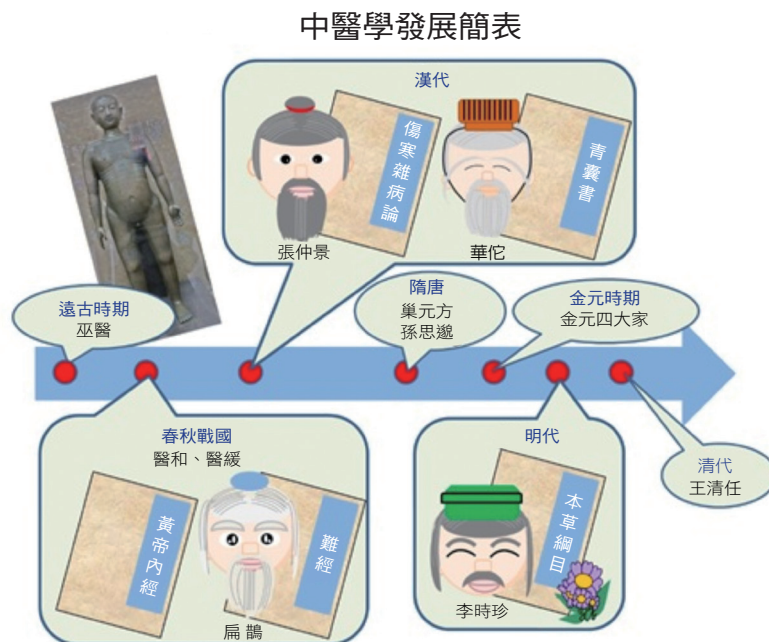 中醫學發展簡表
漢代
傷寒雜病論
青囊書
張仲景
華佗
遠古時期
巫醫
隋唐
巢元方
孫思邈
金元時期
金元四大家
春秋戰國
醫和、醫緩
黃帝內經
難經
扁鵲
明代
本草綱目
李時珍
清代
王清任